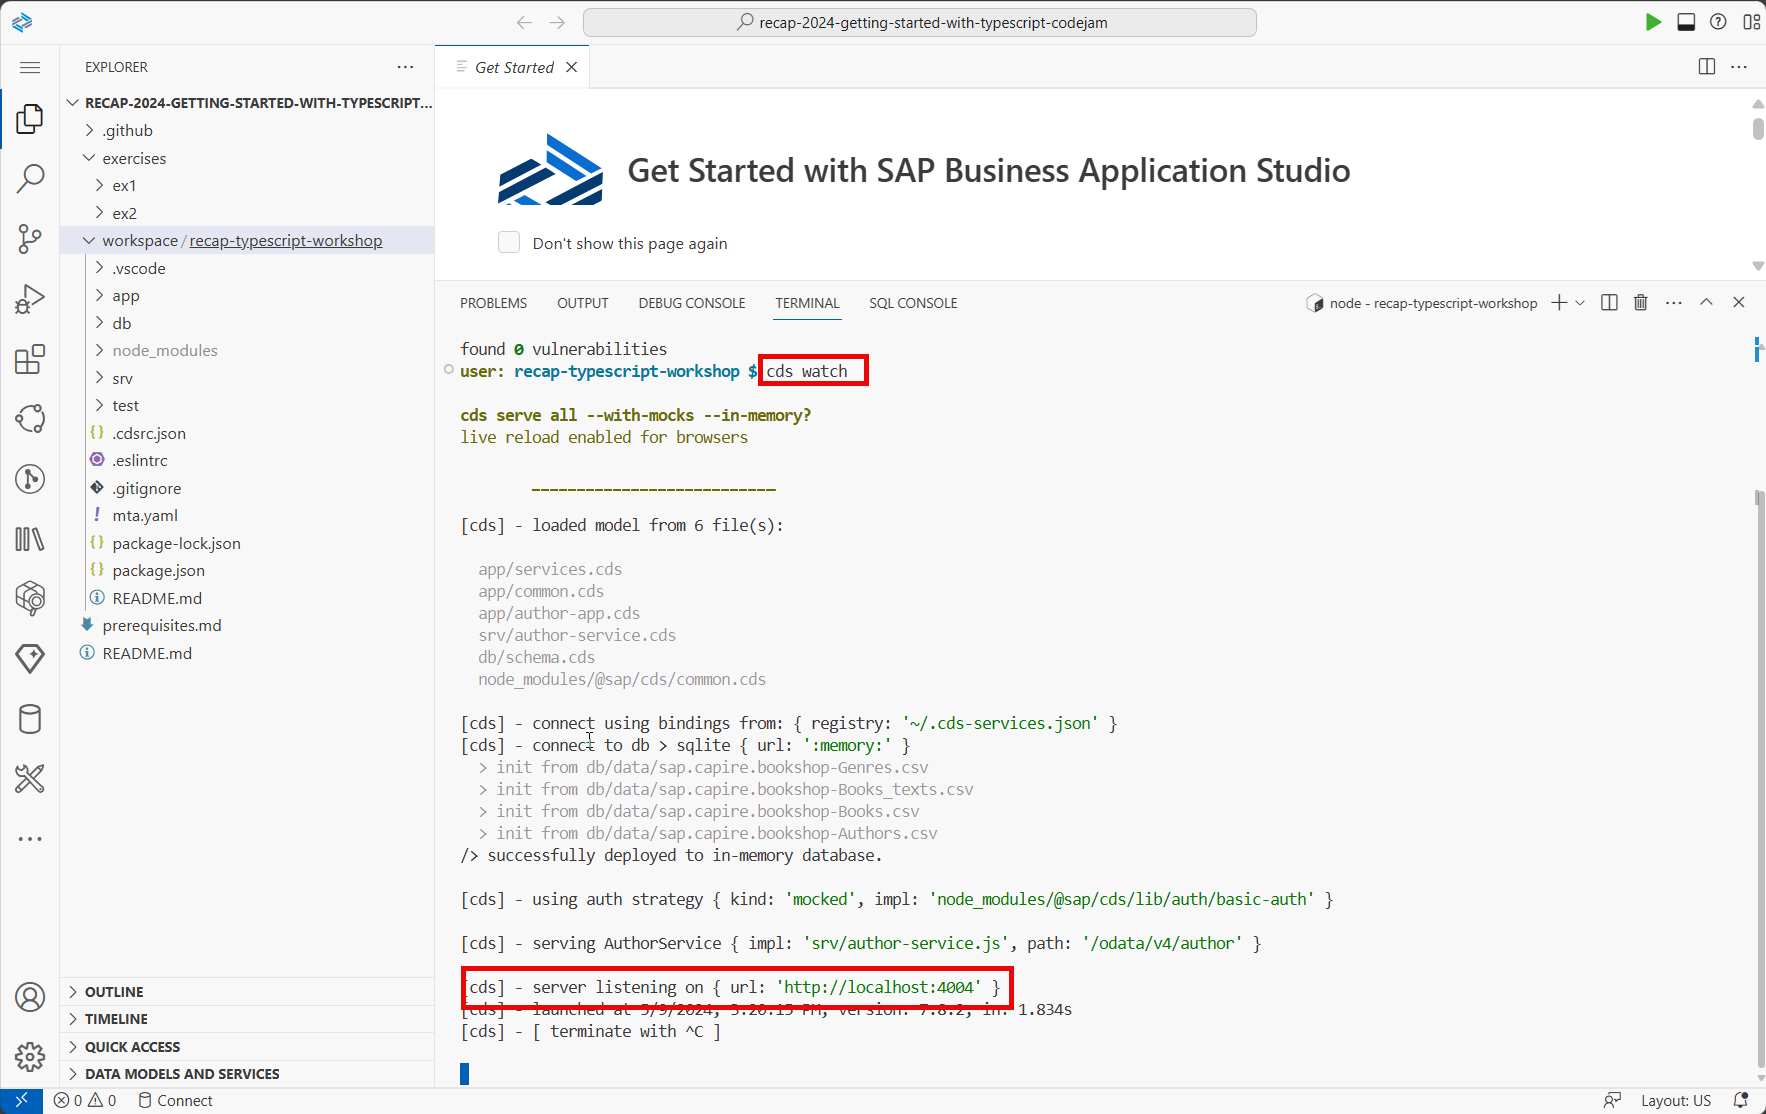 recap-2024-getting-started-with-typescript-codejam
EXPLORER
Get Started
RECAP-2024-GETTING-STARTED-WITH-TYPESCRIPT...
.github
exercises
ex1
ex2
workspace/recap-typescript-workshop
.vscode
app
db
node_modules
srv
test
{} .cdsrc.json
.eslintrc
.gitignore
! mta.yaml
{} package-lock.json
{} package.json
README.md
prerequisites.md
README.md
OUTLINE
TIMELINE
QUICK ACCESS
DATA MODELS AND SERVICES
Get Started with SAP Business Application Studio
Don't show this page again
PROBLEMS OUTPUT DEBUG CONSOLE TERMINAL SQL CONSOLE node - recap-typescript-workshop
found 0 vulnerabilities
user: recap-typescript-workshop $ cds watch
cds serve all --with-mocks --in-memory?
live reload enabled for browsers
___________________________
[cds] - loaded model from 6 file(s):
app/services.cds
app/common.cds
app/author-app.cds
srv/author-service.cds
db/schema.cds
node_modules/@sap/cds/common.cds
[cds] - connect using bindings from: { registry: '~/.cds-services.json' }
[cds] - connect to db > sqlite { url: ':memory:' }
> init from db/data/sap.capire.bookshop-Genres.csv
> init from db/data/sap.capire.bookshop-Books_texts.csv
> init from db/data/sap.capire.bookshop-Books.csv
> init from db/data/sap.capire.bookshop-Authors.csv
/> successfully deployed to in-memory database.
[cds] - using auth strategy { kind: 'mocked', impl: 'node_modules/@sap/cds/lib/auth/basic-auth' }
[cds] - serving AuthorService { impl: 'srv/author-service.js', path: '/odata/v4/author' }
[cds] - server listening on { url: 'http://localhost:4004' }
[cds] - launched at 5/9/2024, 3:20:15 PM, version: 7.8.2, in: 1.834s
[cds] - [ terminate with ^C ]
0 0 Connect Layout: US